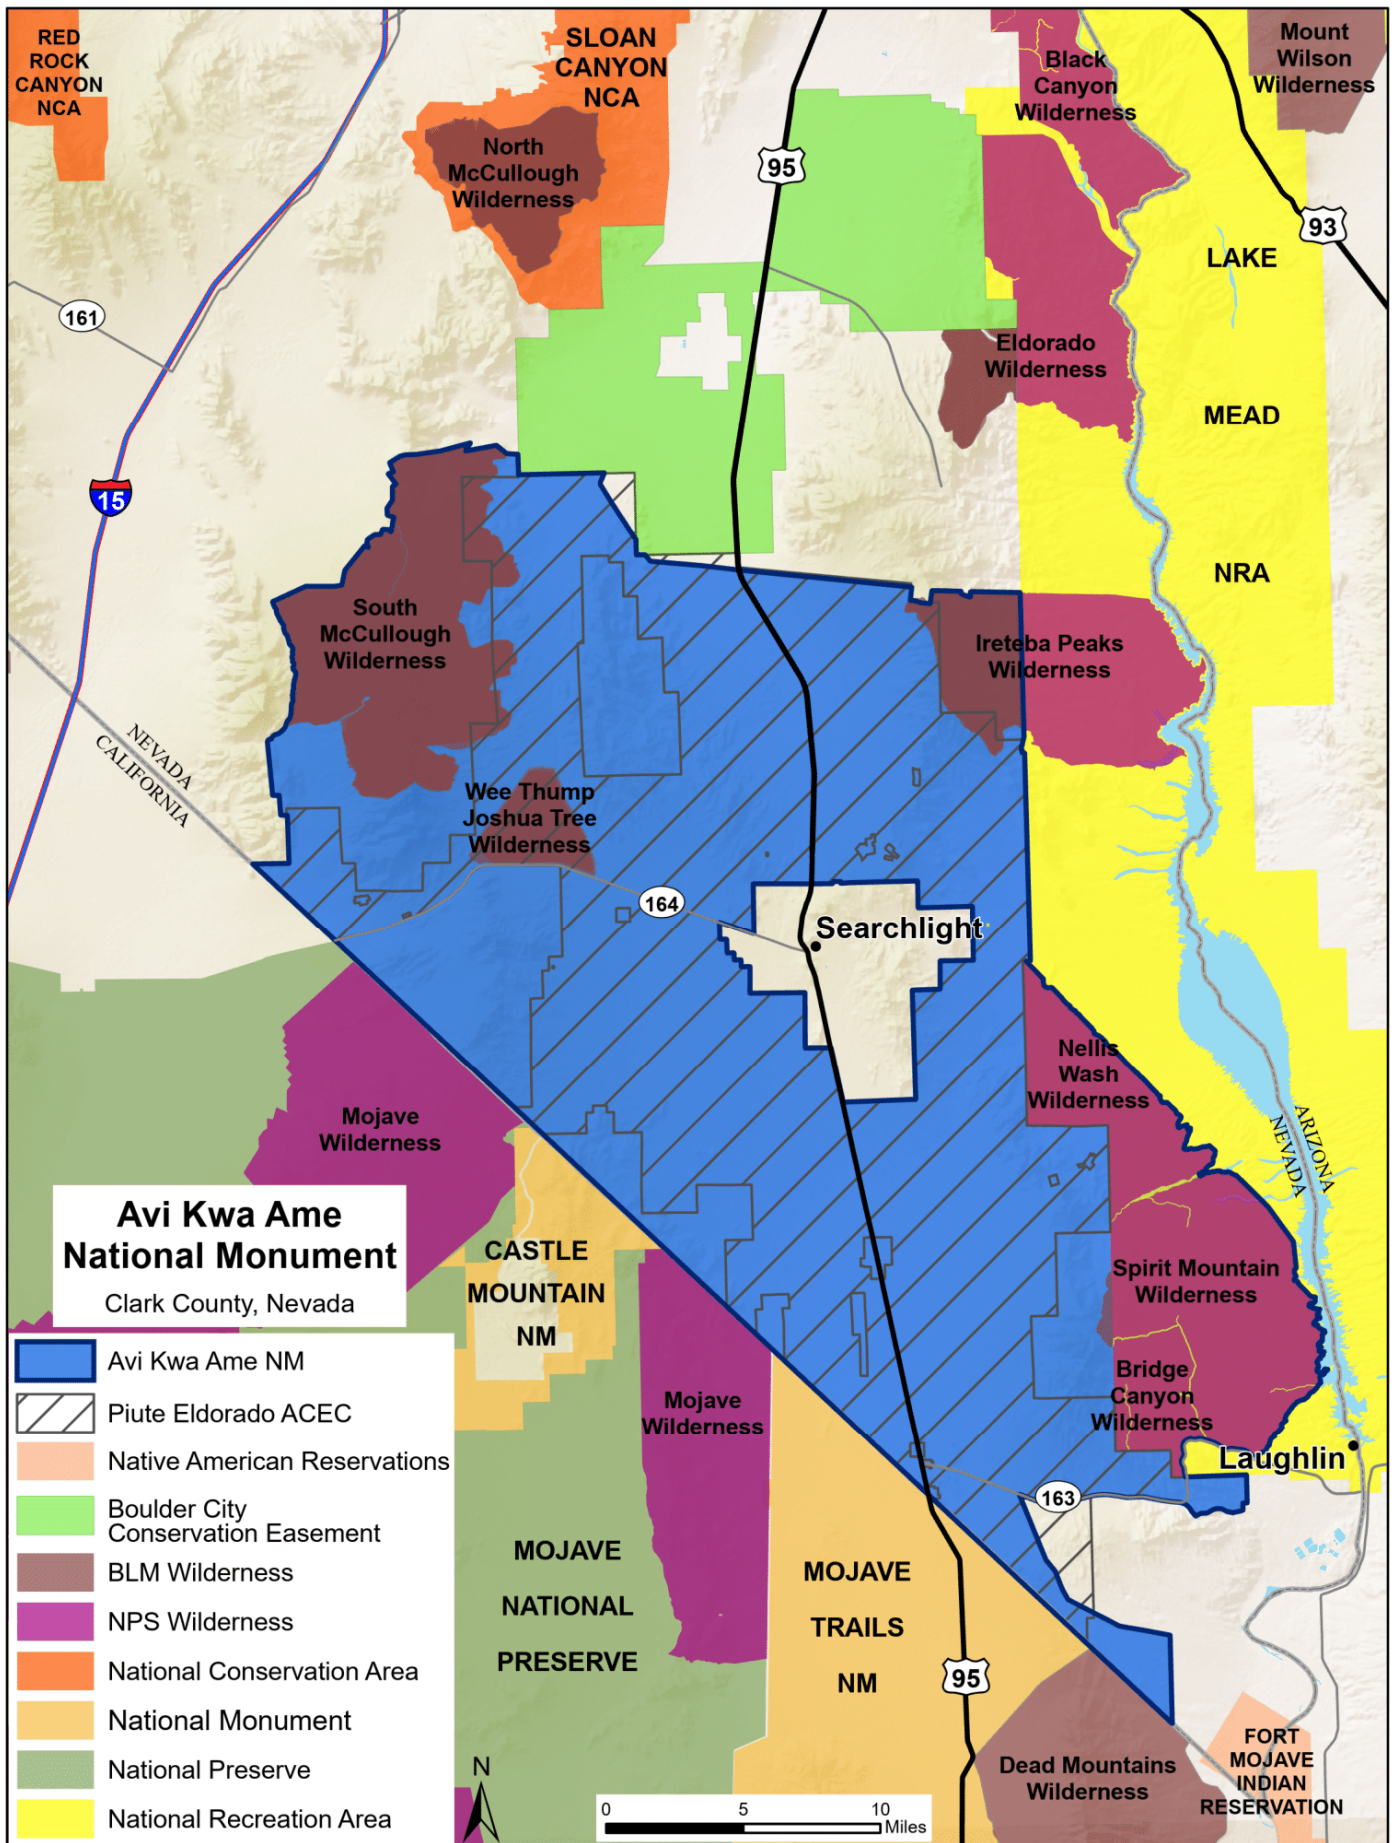 RED
ROCK
CANYON
NCA
SLOAN
CANYON
NCA
Black
Canyon
Wilderness
Mount
Wilson
Wilderness
North
McCullough
Wilderness
95
93
LAKE
MEAD
NRA
161
Eldorado
Wilderness
15
South
McCullough
Wilderness
Ireteba Peaks
Wilderness
NEVADA
CALIFORNIA
Wee Thump
Joshua Tree
Wilderness
164
Searchlight
Nellis
Wash
Wilderness
Mojave
Wilderness
ARIZONA
NEVADA
Avi Kwa Ame
National Monument
Clark County, Nevada
CASTLE
MOUNTAIN
NM
Spirit Mountain
Wilderness
Bridge
Canyon
Wilderness
Mojave
Wilderness
Laughlin
163
MOJAVE
NATIONAL
PRESERVE
MOJAVE
TRAILS
NM
95
Dead Mountains
Wilderness
FORT
MOJAVE
INDIAN
RESERVATION
Avi Kwa Ame NM
Piute Eldorado ACEC
Native American Reservations
Boulder City
Conservation Easement
BLM Wilderness
NPS Wilderness
National Conservation Area
National Monument
National Preserve
National Recreation Area
N
0 5 10
Miles